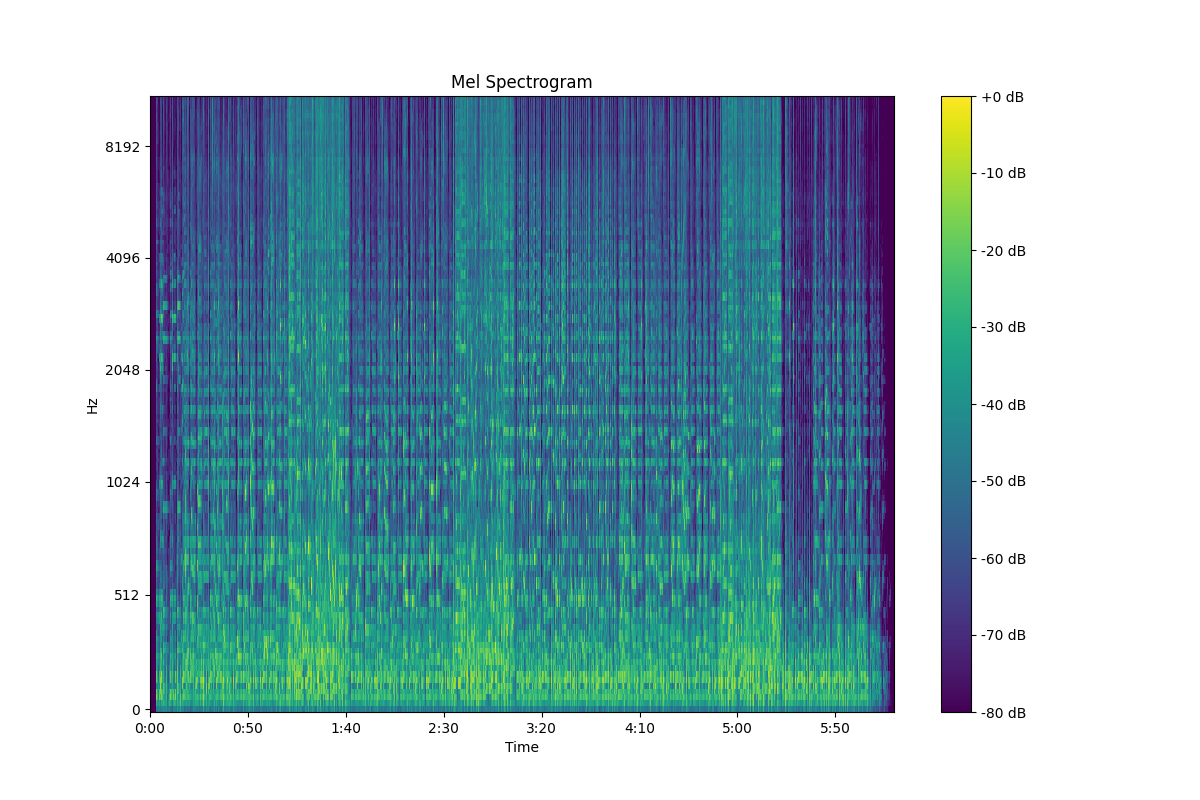 Mel Spectrogram
+0 dB
8192
-10 dB
-20 dB
4096
-30 dB
2048
-40 dB
Hz
1024
-50 dB
-60 dB
512
-70 dB
0
-80 dB
0:00 0:50 1:40 2:30 3:20 4:10 5:00 5:50
Time